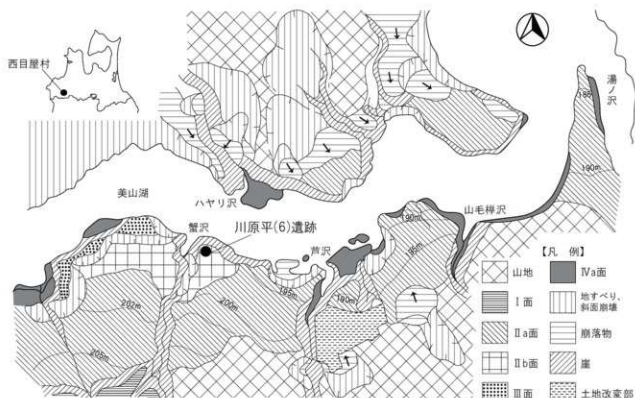 西目屋村
湯ノ沢
185
190m
美山湖
ハヤリ沢
山毛欅沢
蟹沢
川原平(6)遺跡
芦沢
190m
195m
195m
190m
202m
200m
205m
【凡 例】
山地
Ⅳa面
Ⅰ面
地すべり、
斜面崩壊
Ⅱa面
崩落物
Ⅱb面
崖
Ⅲ面
土地改変部